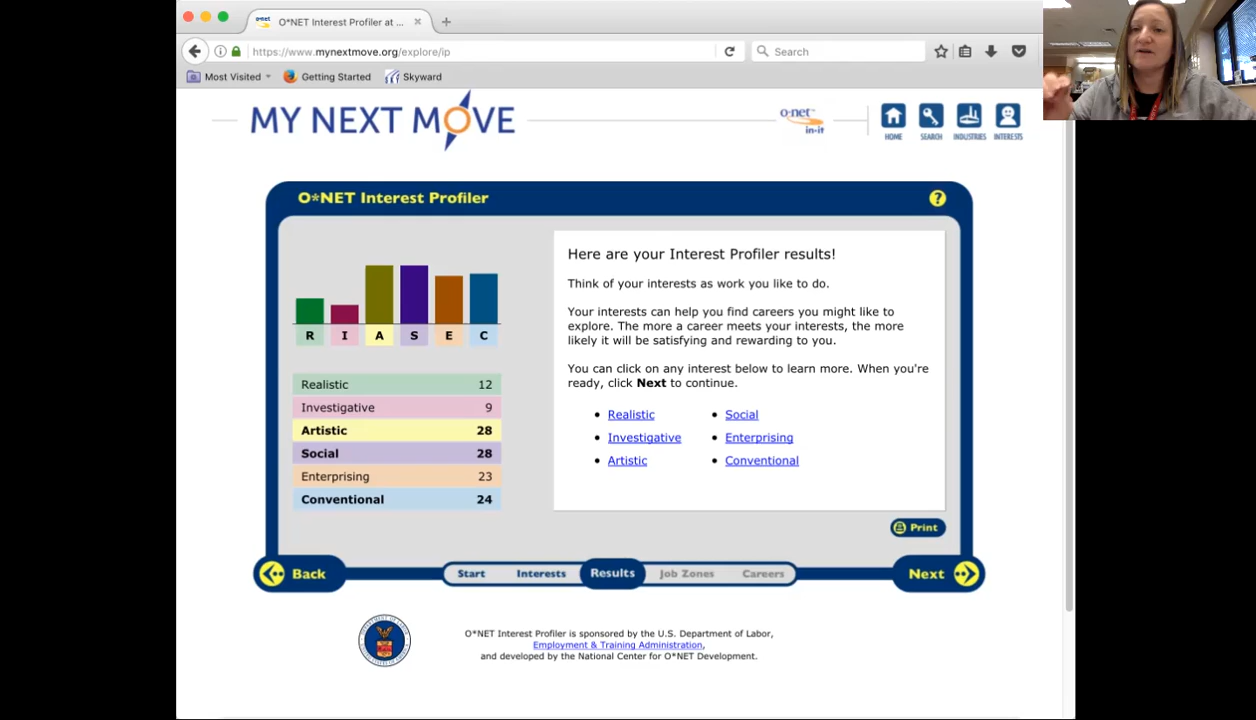 O*NET Interest Profiler at ...
https://www.mynextmove.org/explore/ip
Search
Most Visited
Getting Started
Skyward
MY NEXT MOVE
o·net™
in-it
HOME
SEARCH
INDUSTRIES
INTERESTS
O*NET Interest Profiler
?
R I A S E C
Realistic 12
Investigative 9
Artistic 28
Social 28
Enterprising 23
Conventional 24
Here are your Interest Profiler results!
Think of your interests as work you like to do.
Your interests can help you find careers you might like to
explore. The more a career meets your interests, the more
likely it will be satisfying and rewarding to you.
You can click on any interest below to learn more. When you're
ready, click Next to continue.
• Realistic • Social
• Investigative • Enterprising
• Artistic • Conventional
Print
Back
Start Interests Results Job Zones Careers
Next
O*NET Interest Profiler is sponsored by the U.S. Department of Labor,
Employment & Training Administration,
and developed by the National Center for O*NET Development.